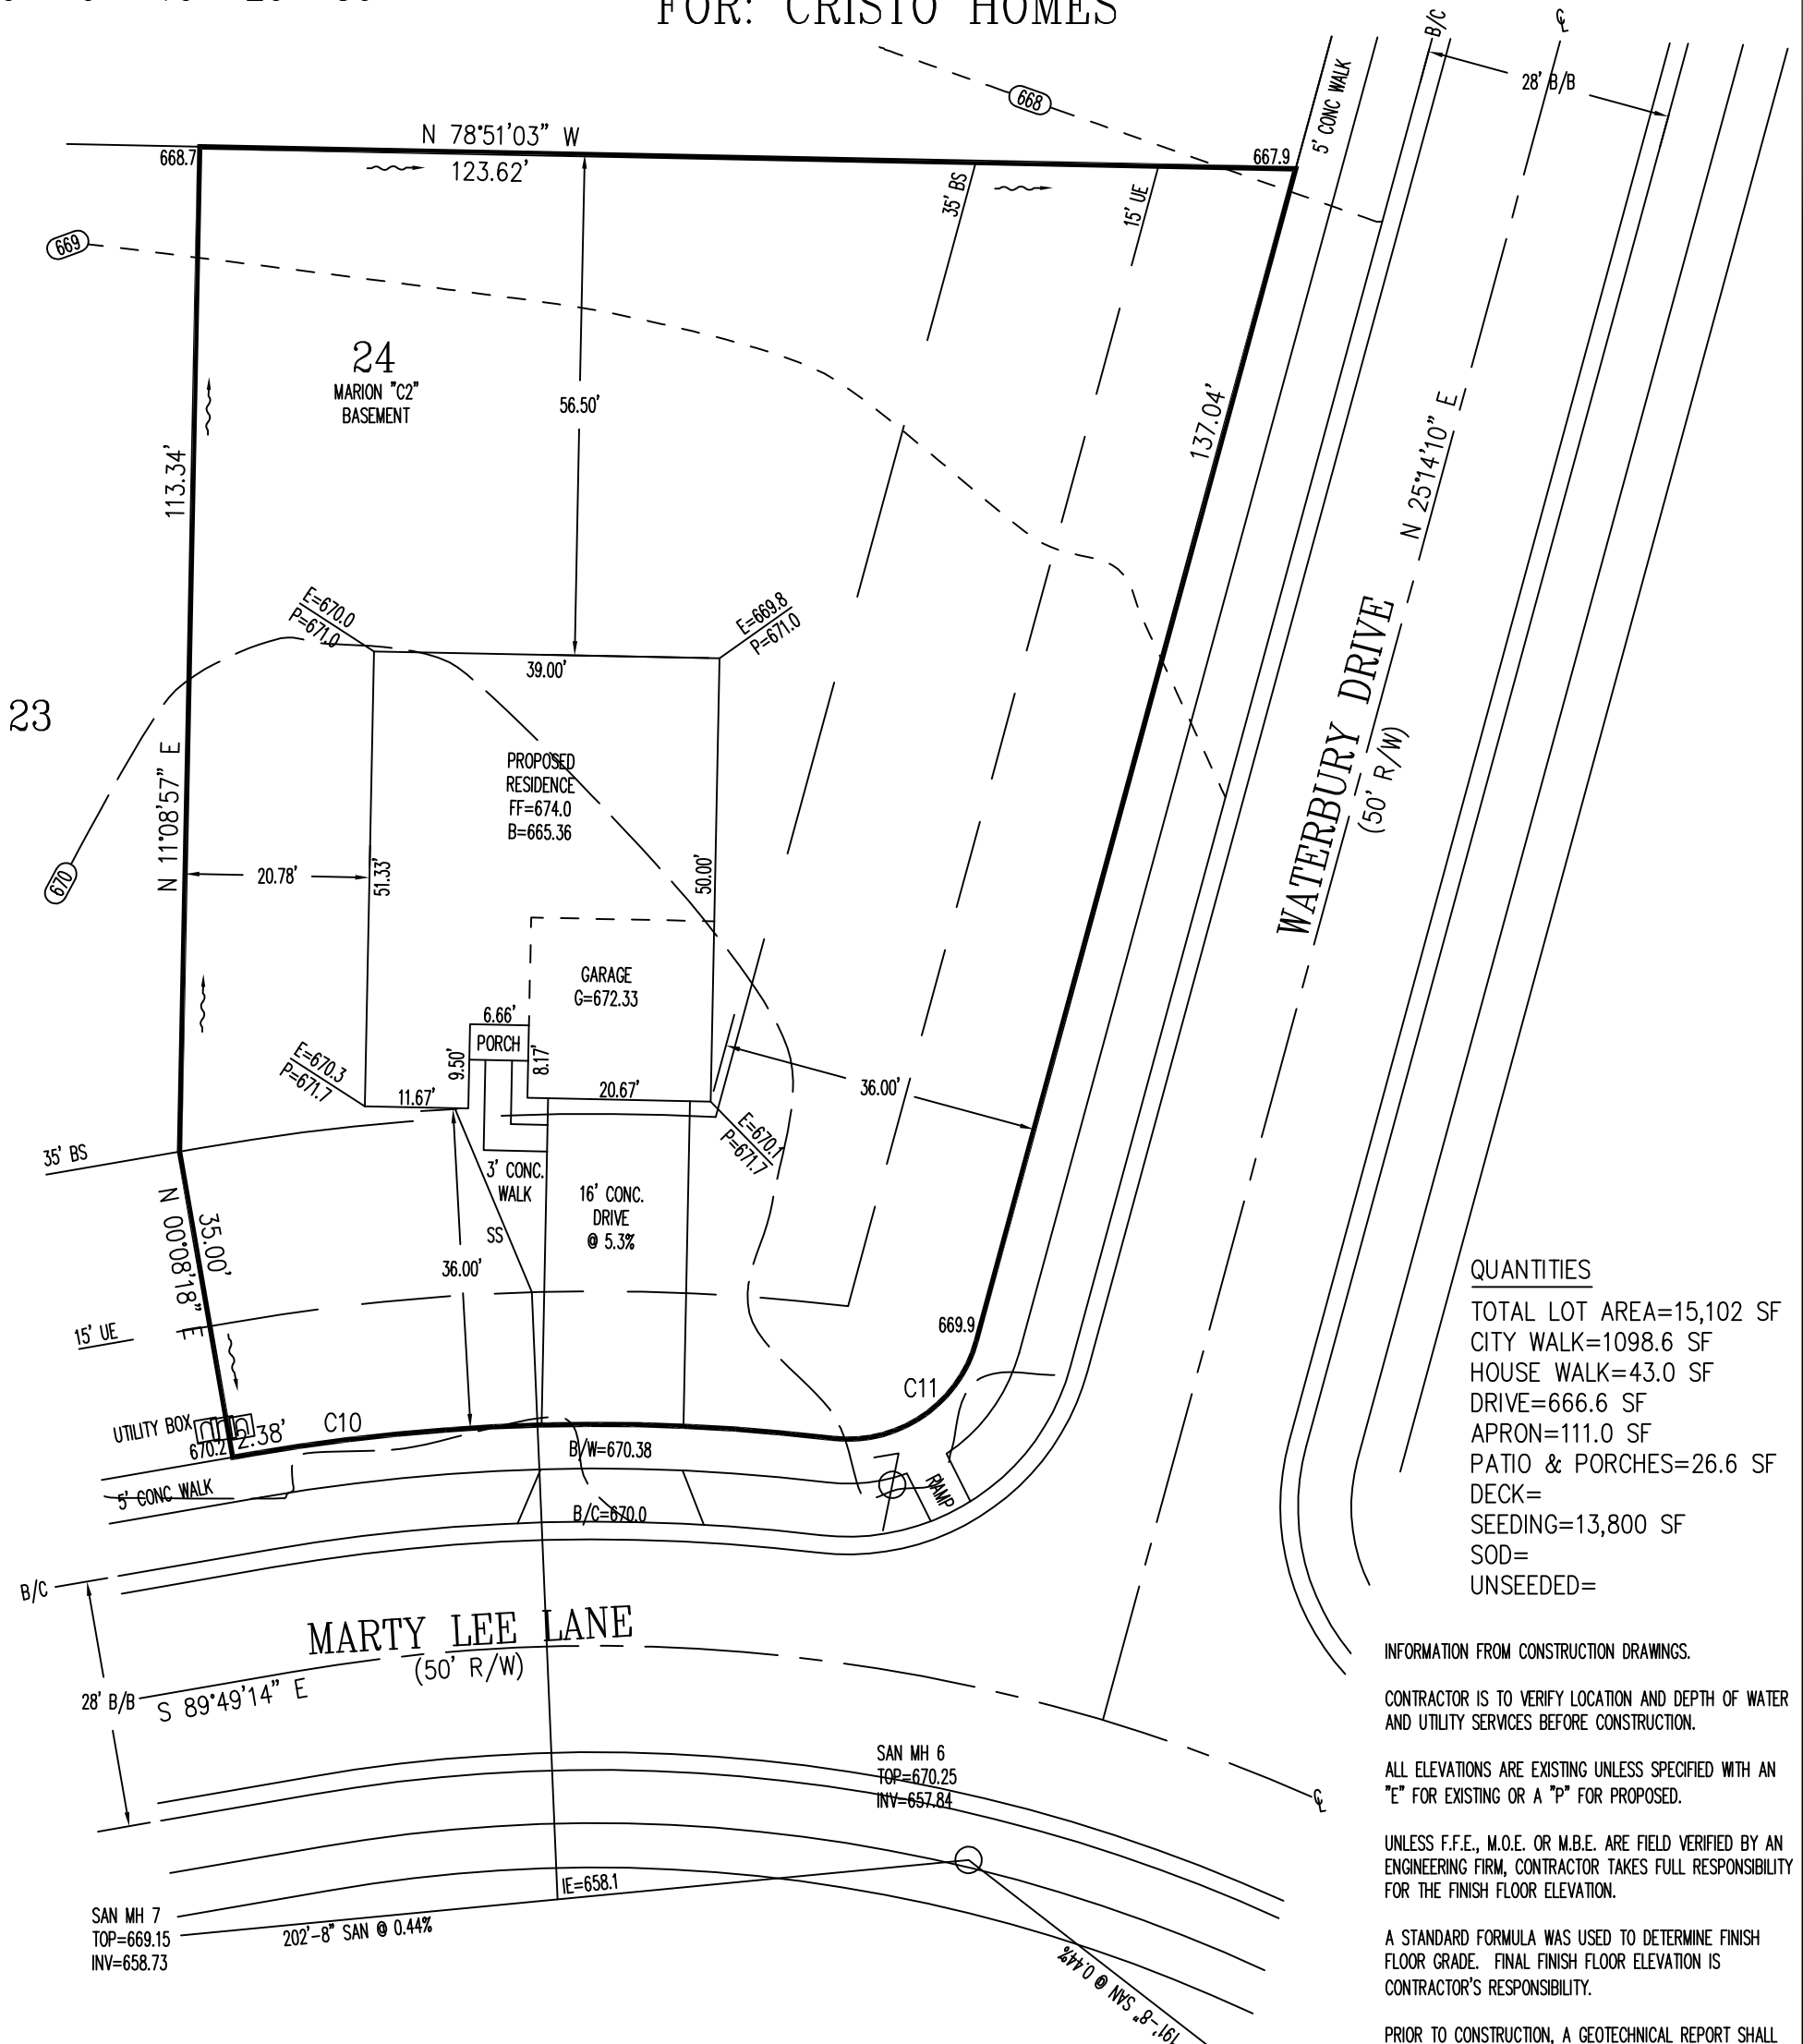 FOR: CRISTO HOMES
N 78°51'03" W
123.62'
668.7
667.9
668
5' CONC WALK
B/C
℄
28' B/B
35' BS
15' UE
669
24
MARION "C2"
BASEMENT
56.50'
113.34'
137.04'
N 25°14'10" E
WATERBURY DRIVE
(50' R/W)
E=670.0
P=671.0
E=669.8
P=671.0
39.00'
23
N 11°08'57" E
PROPOSED
RESIDENCE
FF=674.0
B=665.36
670
20.78'
51.33'
50.00'
GARAGE
G=672.33
6.66'
PORCH
9.50'
8.17'
11.67'
20.67'
36.00'
E=670.3
P=671.7
E=670.1
P=671.7
35' BS
3' CONC.
WALK
16' CONC.
DRIVE
@ 5.3%
SS
36.00'
N 00°08'18" E
35.00'
15' UE
669.9
C11
UTILITY BOX
670.2
2.38'
C10
B/W=670.38
5' CONC WALK
B/C=670.0
RAMP
B/C
MARTY LEE LANE
(50' R/W)
28' B/B
S 89°49'14" E
SAN MH 6
TOP=670.25
INV=657.84
℄
IE=658.1
SAN MH 7
TOP=669.15
INV=658.73
202'-8" SAN @ 0.44%
191'-8" SAN @ 0.44%
QUANTITIES
TOTAL LOT AREA=15,102 SF
CITY WALK=1098.6 SF
HOUSE WALK=43.0 SF
DRIVE=666.6 SF
APRON=111.0 SF
PATIO & PORCHES=26.6 SF
DECK=
SEEDING=13,800 SF
SOD=
UNSEEDED=
INFORMATION FROM CONSTRUCTION DRAWINGS.
CONTRACTOR IS TO VERIFY LOCATION AND DEPTH OF WATER
AND UTILITY SERVICES BEFORE CONSTRUCTION.
ALL ELEVATIONS ARE EXISTING UNLESS SPECIFIED WITH AN
"E" FOR EXISTING OR A "P" FOR PROPOSED.
UNLESS F.F.E., M.O.E. OR M.B.E. ARE FIELD VERIFIED BY AN
ENGINEERING FIRM, CONTRACTOR TAKES FULL RESPONSIBILITY
FOR THE FINISH FLOOR ELEVATION.
A STANDARD FORMULA WAS USED TO DETERMINE FINISH
FLOOR GRADE. FINAL FINISH FLOOR ELEVATION IS
CONTRACTOR'S RESPONSIBILITY.
PRIOR TO CONSTRUCTION, A GEOTECHNICAL REPORT SHALL